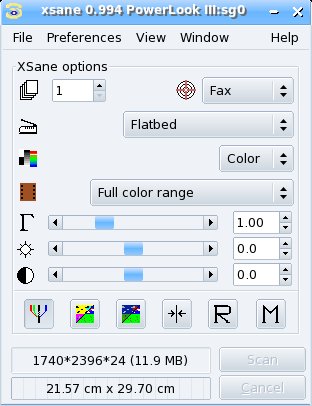 xsane 0.994 PowerLook III:sg0
File Preferences View Window Help
XSane options
1 Fax
Flatbed
Color
Full color range
Γ 1.00
0.0
0.0
R M
1740*2396*24 (11.9 MB) Scan
21.57 cm x 29.70 cm Cancel